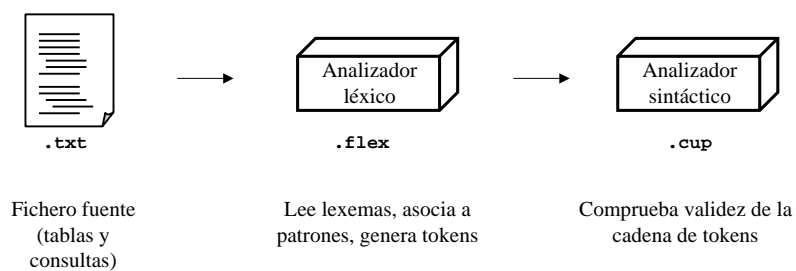 Analizador
léxico
Analizador
sintáctico
.txt
.flex
.cup
Fichero fuente
(tablas y
consultas)
Lee lexemas, asocia a
patrones, genera tokens
Comprueba validez de la
cadena de tokens